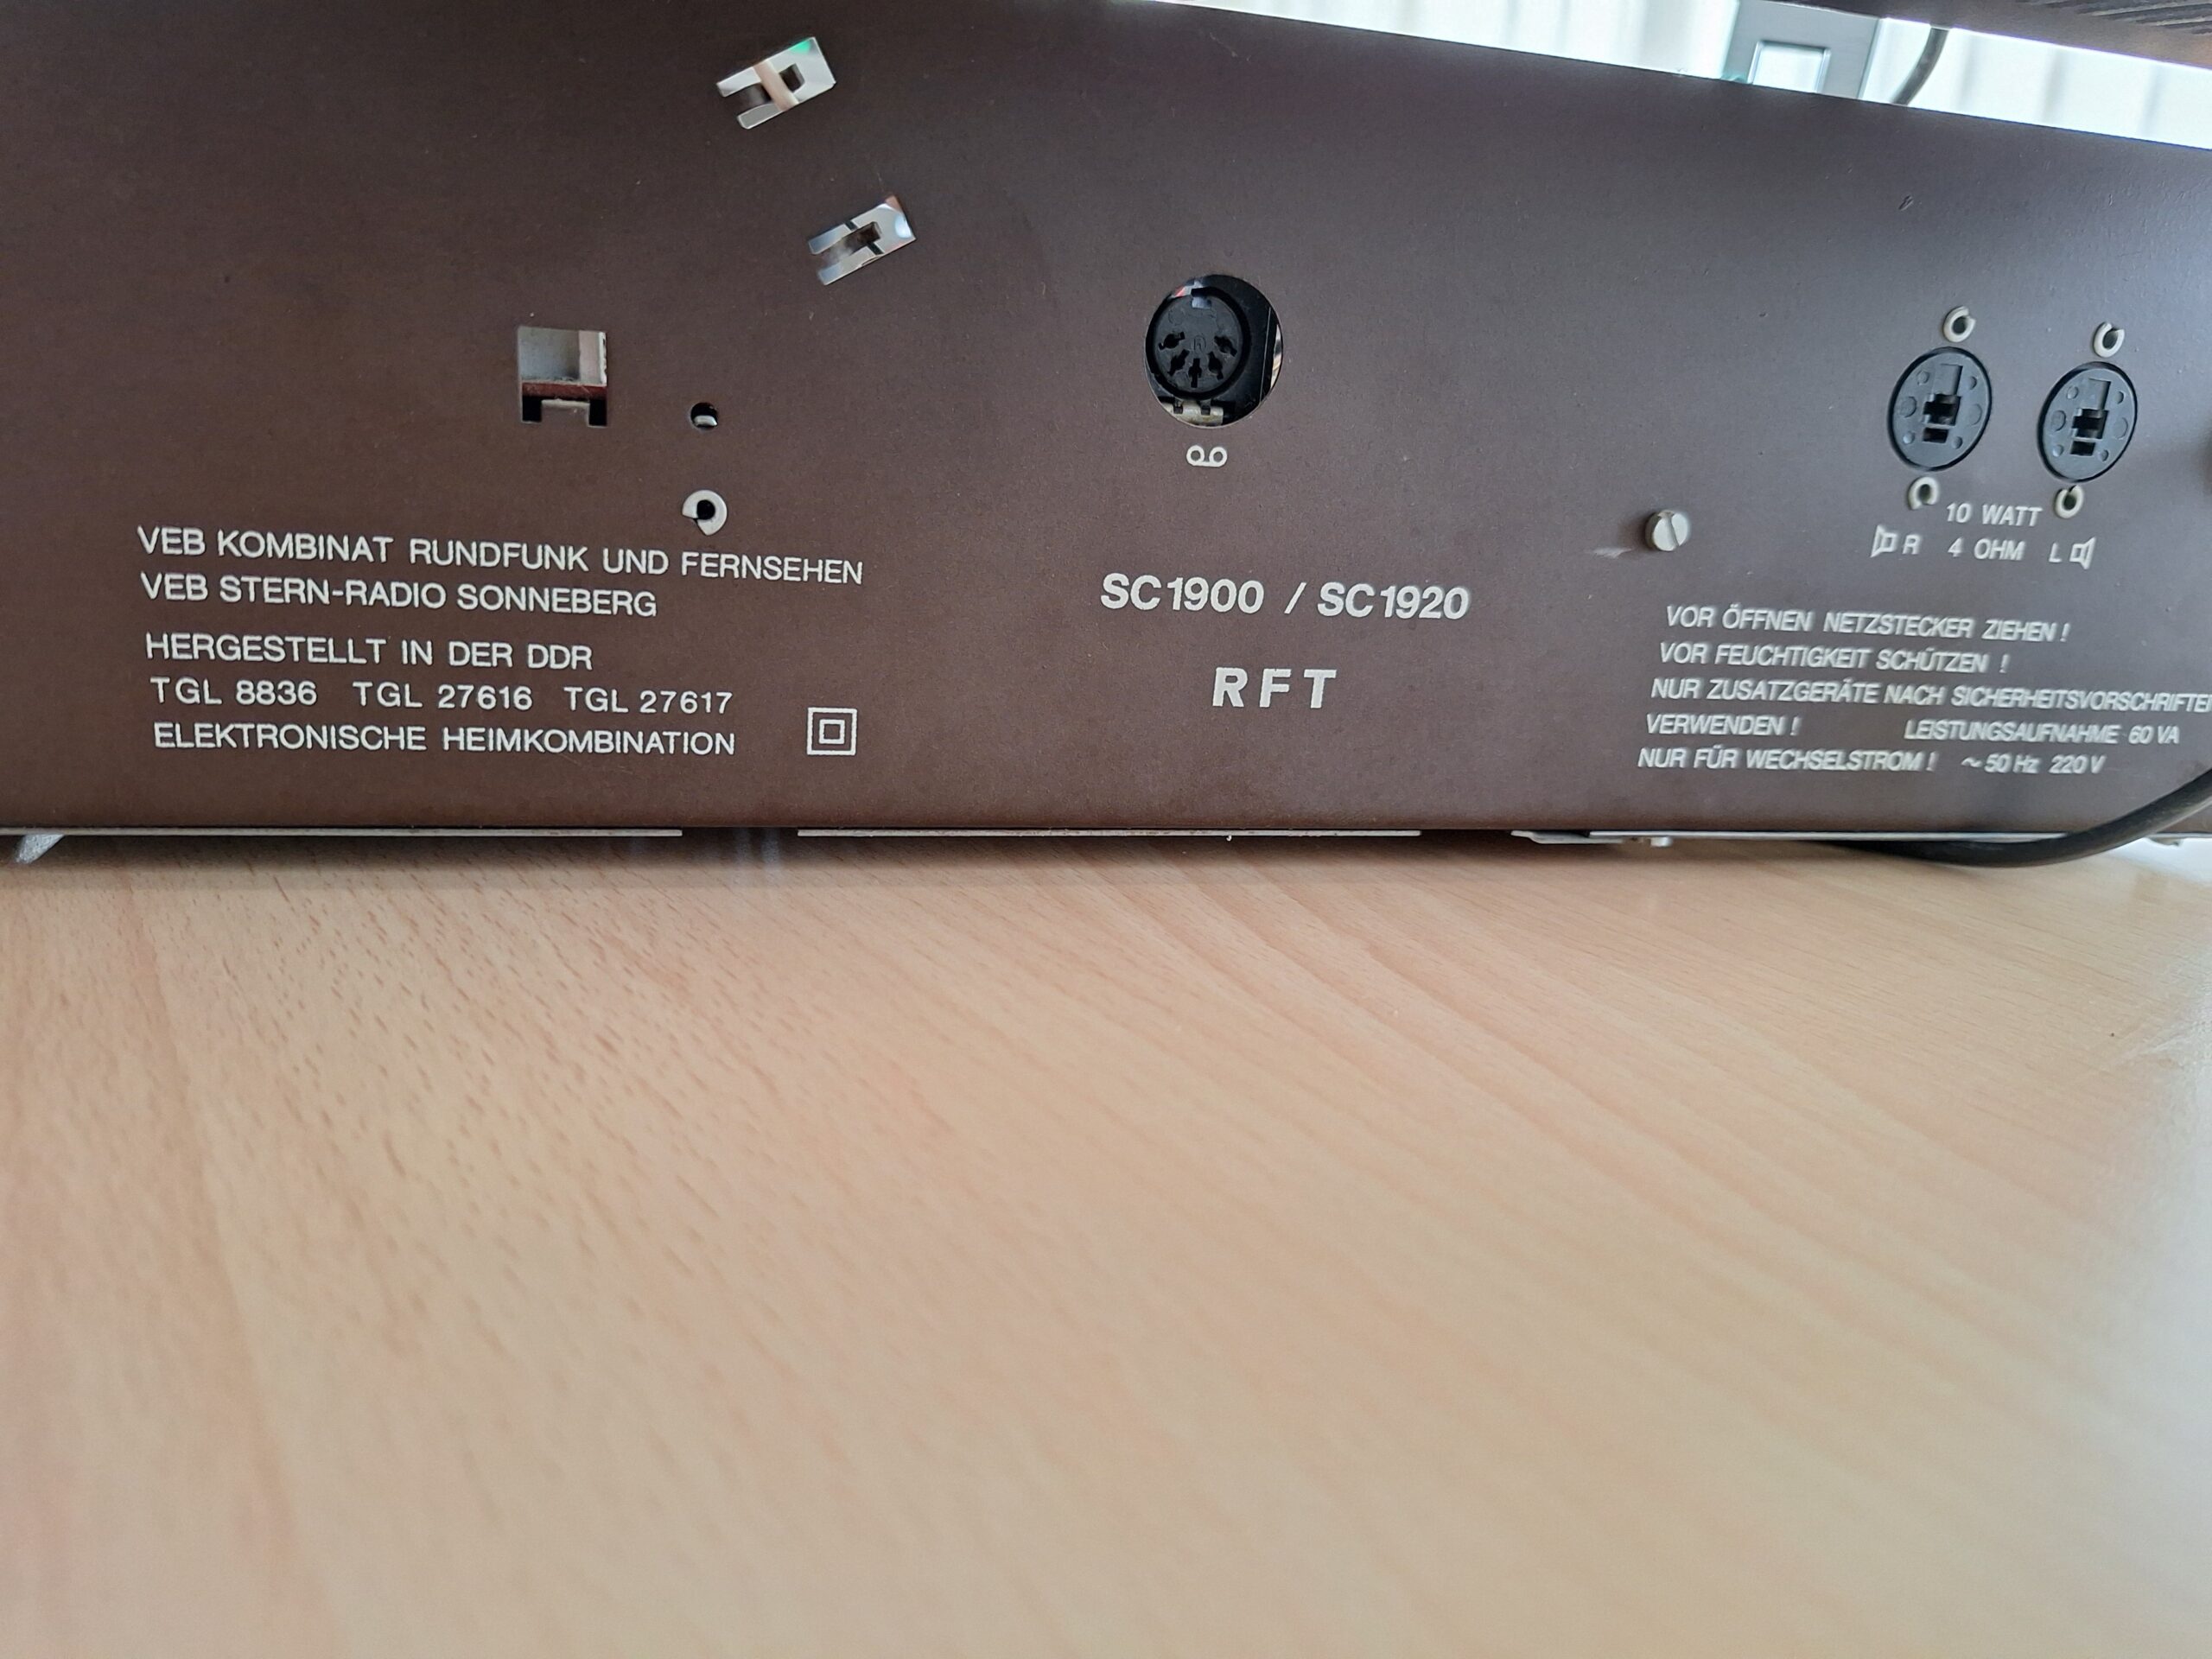 VEB KOMBINAT RUNDFUNK UND FERNSEHEN
VEB STERN-RADIO SONNEBERG
HERGESTELLT IN DER DDR
TGL 8836 TGL 27616 TGL 27617
ELEKTRONISCHE HEIMKOMBINATION
SC1900 / SC1920
RFT
10 WATT
R 4 OHM L
VOR ÖFFNEN NETZSTECKER ZIEHEN !
VOR FEUCHTIGKEIT SCHÜTZEN !
NUR ZUSATZGERÄTE NACH SICHERHEITSVORSCHRIFTEN
VERWENDEN ! LEISTUNGSAUFNAHME 60 VA
NUR FÜR WECHSELSTROM ! ~ 50 Hz 220 V